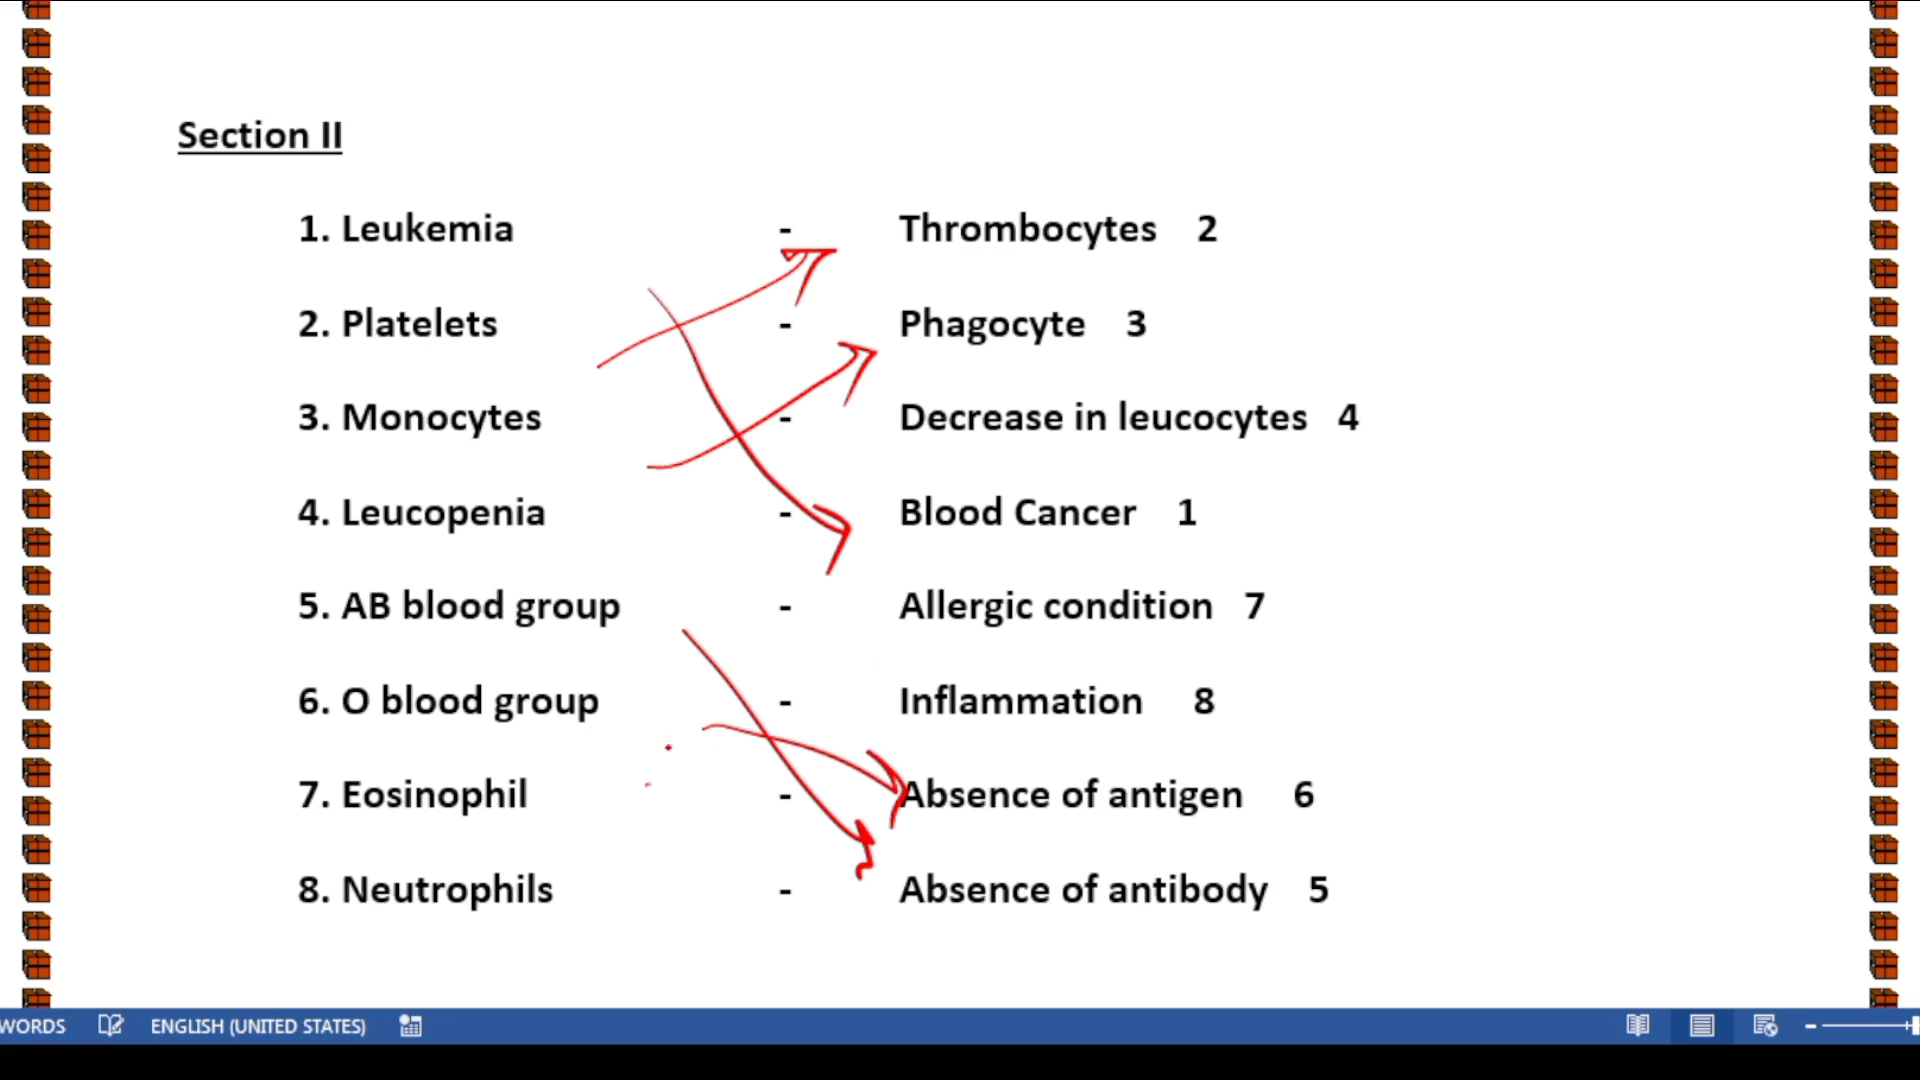 Section II
1. Leukemia - Thrombocytes 2
2. Platelets - Phagocyte 3
3. Monocytes - Decrease in leucocytes 4
4. Leucopenia - Blood Cancer 1
5. AB blood group - Allergic condition 7
6. O blood group - Inflammation 8
7. Eosinophil - Absence of antigen 6
8. Neutrophils - Absence of antibody 5
WORDS ENGLISH (UNITED STATES)